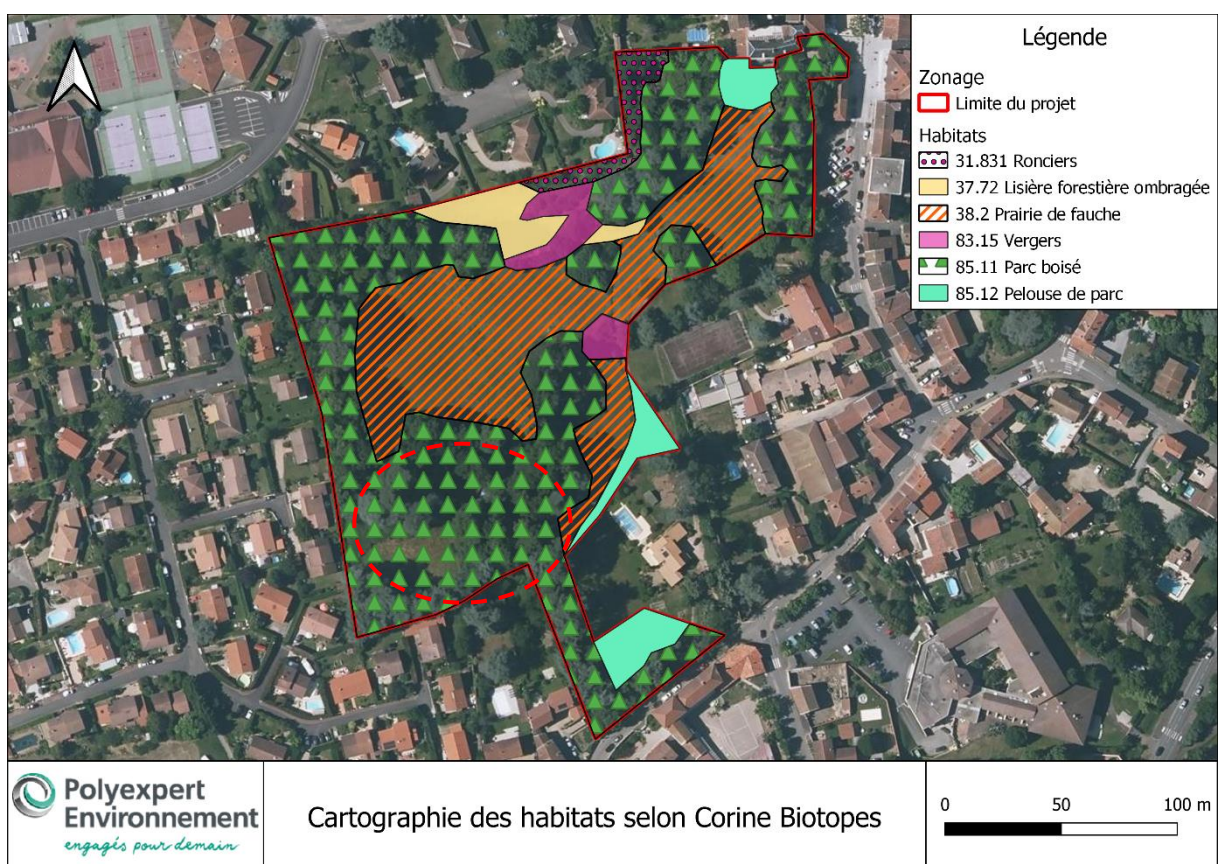 Légende
Zonage
Limite du projet
Habitats
31.831 Ronciers
37.72 Lisière forestière ombragée
38.2 Prairie de fauche
83.15 Vergers
85.11 Parc boisé
85.12 Pelouse de parc
Polyexpert
Environnement
engagés pour demain
Cartographie des habitats selon Corine Biotopes
0 50 100 m